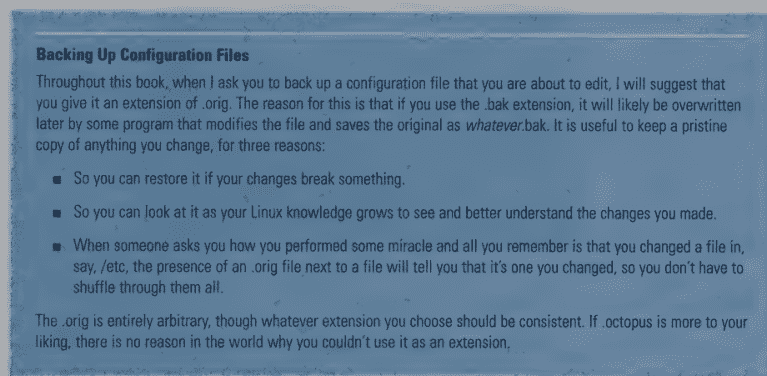 Backing Up Configuration Files
Throughout this book, when I ask you to back up a configuration file that you are about to edit, I will suggest that
you give it an extension of .orig. The reason for this is that if you use the .bak extension, it will likely be overwritten
later by some program that modifies the file and saves the original as whatever.bak. It is useful to keep a pristine
copy of anything you change, for three reasons:
■ So you can restore it if your changes break something.
■ So you can look at it as your Linux knowledge grows to see and better understand the changes you made.
■ When someone asks you how you performed some miracle and all you remember is that you changed a file in,
say, /etc, the presence of an .orig file next to a file will tell you that it's one you changed, so you don't have to
shuffle through them all.
The .orig is entirely arbitrary, though whatever extension you choose should be consistent. If .octopus is more to your
liking, there is no reason in the world why you couldn't use it as an extension.